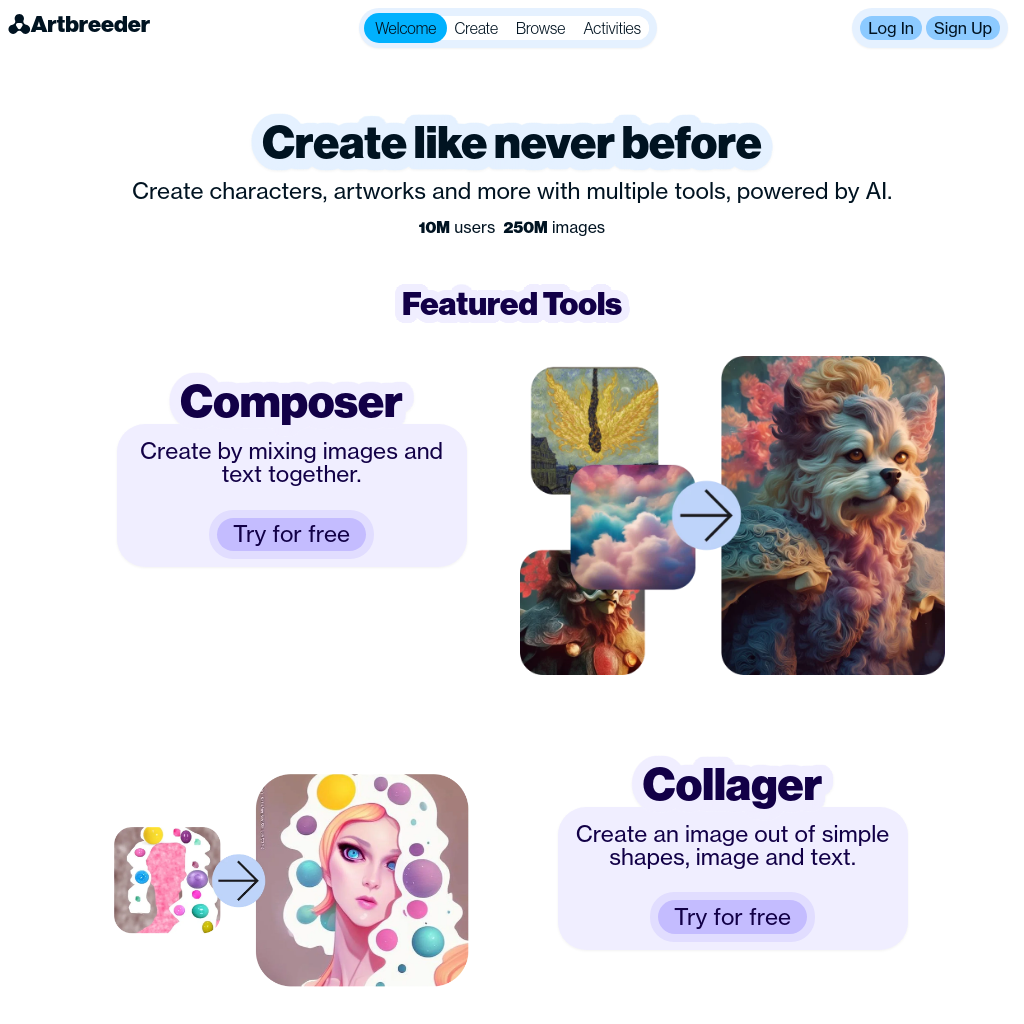 Artbreeder
Welcome Create Browse Activities
Log In Sign Up
Create like never before
Create characters, artworks and more with multiple tools, powered by AI.
10M users 250M images
Featured Tools
Composer
Create by mixing images and
text together.
Try for free
Collager
Create an image out of simple
shapes, image and text.
Try for free